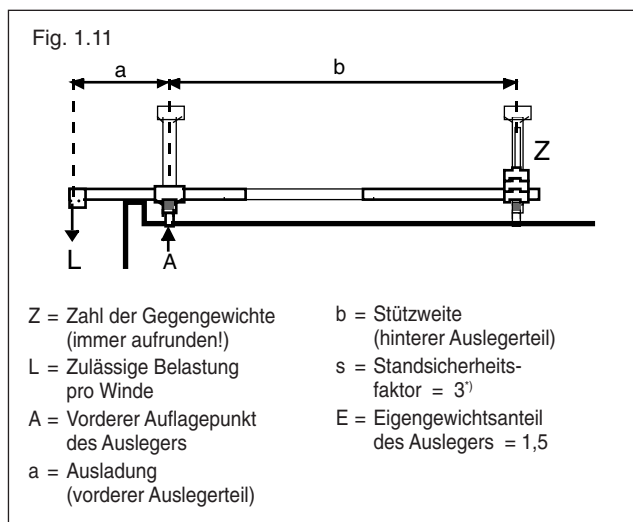 Fig. 1.11
a
b
Z
L
A
Z = Zahl der Gegengewichte
(immer aufrunden!)
L = Zulässige Belastung
pro Winde
A = Vorderer Auflagepunkt
des Auslegers
a = Ausladung
(vorderer Auslegerteil)
b = Stützweite
(hinterer Auslegerteil)
s = Standsicherheits-
faktor = 3*)
E = Eigengewichtsanteil
des Auslegers = 1,5